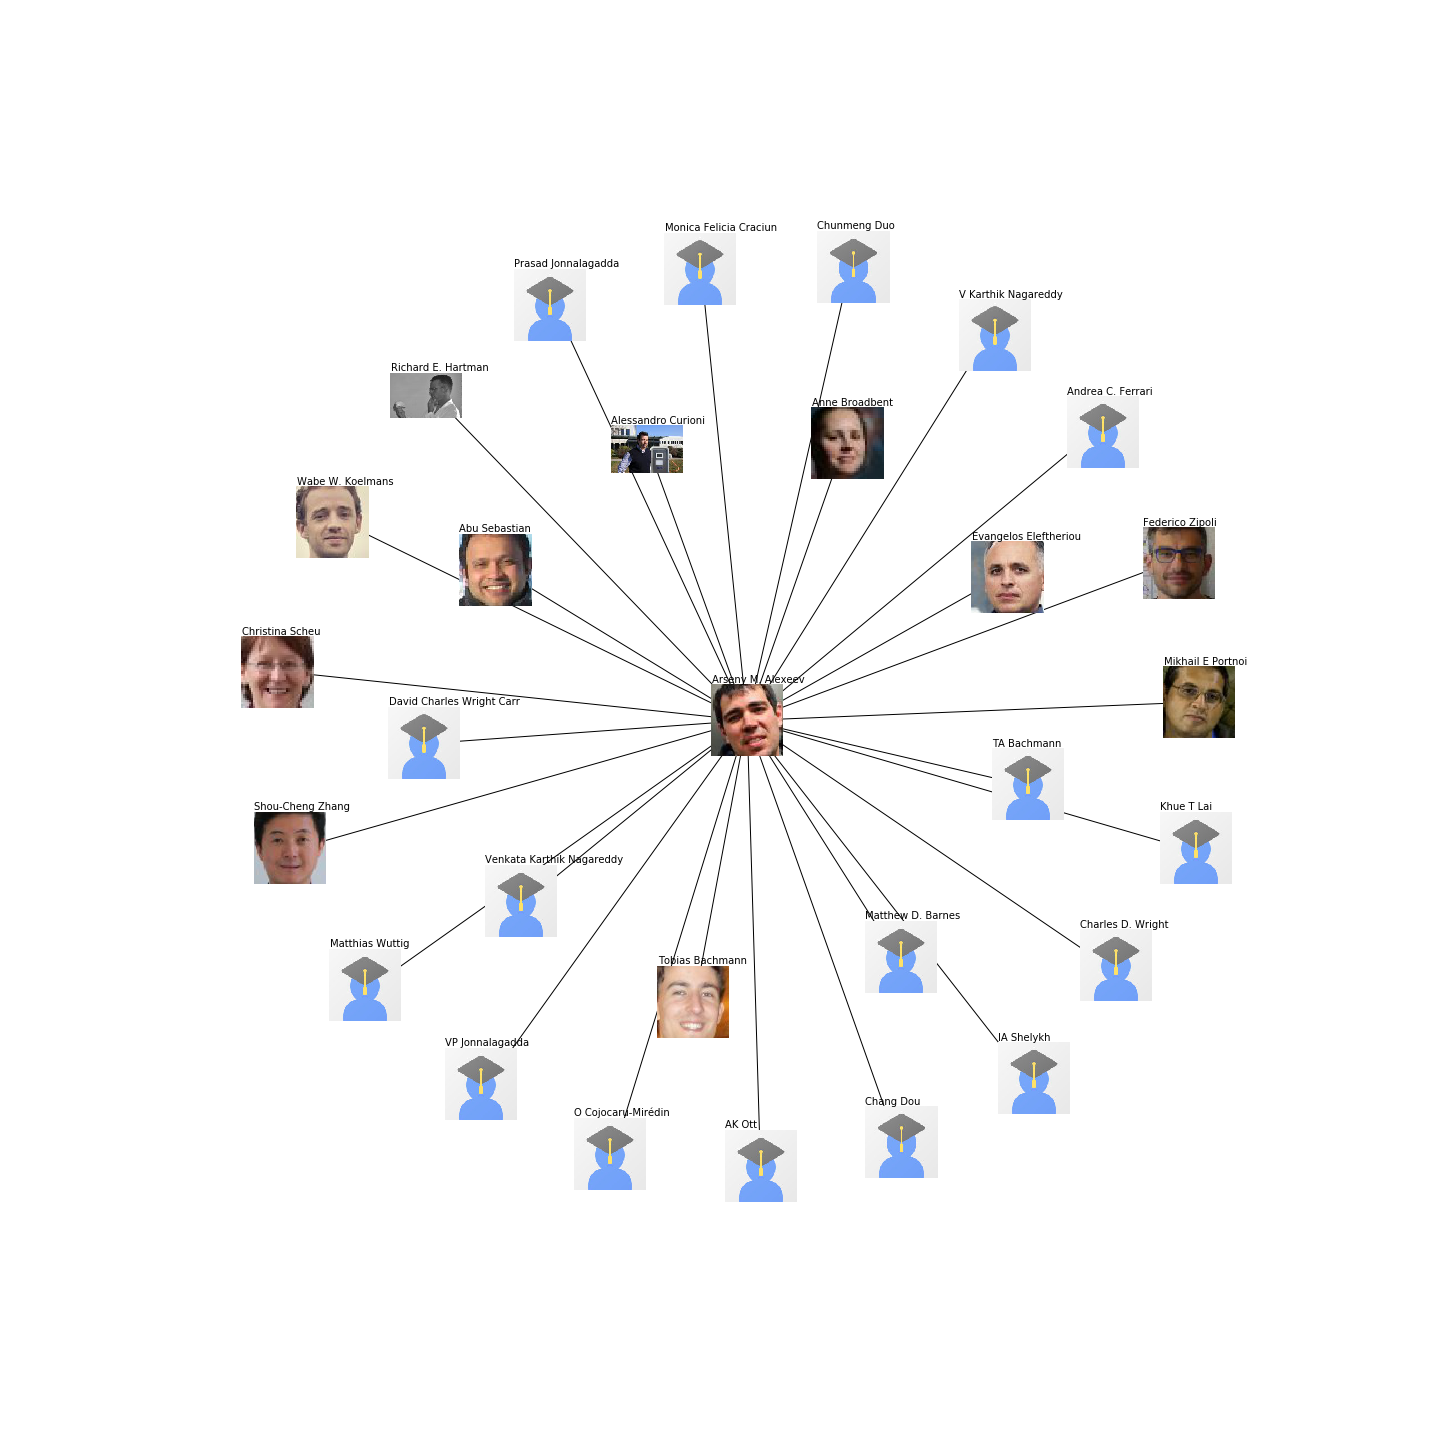 Chunmeng Duo
Monica Felicia Craciun
Prasad Jonnalagadda
V Karthik Nagareddy
Richard E. Hartman
Andrea C. Ferrari
Anne Broadbent
Alessandro Curioni
Wabe W. Koelmans
Federico Zipoli
Abu Sebastian
Evangelos Eleftheriou
Christina Scheu
Mikhail E Portnoi
Arseny M. Alexeev
David Charles Wright Carr
TA Bachmann
Shou-Cheng Zhang
Khue T Lai
Venkata Karthik Nagareddy
Matthew D. Barnes
Charles D. Wright
Matthias Wuttig
Tobias Bachmann
IA Shelykh
VP Jonnalagadda
Chang Dou
O Cojocaru-Mirédin
AK Ott